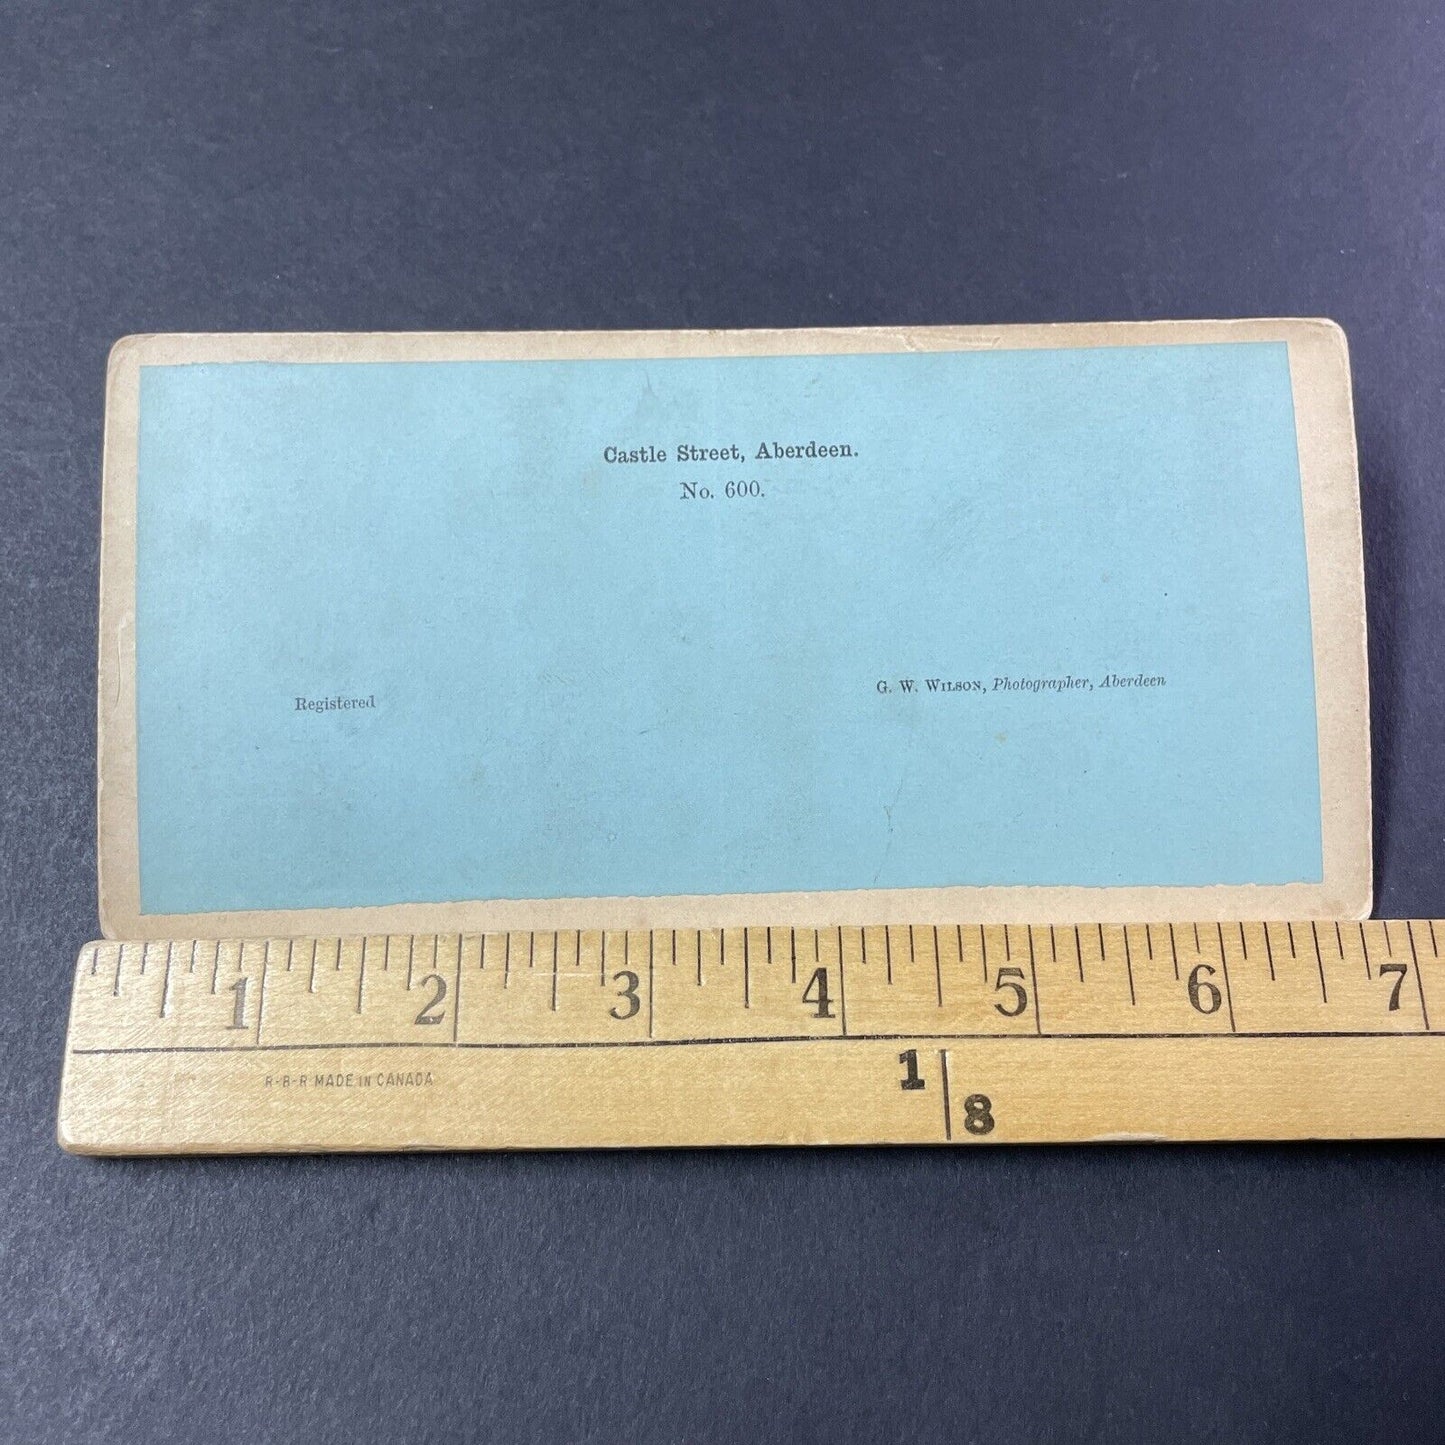 Castle Street, Aberdeen.
No. 600.
Registered
G. W. WILSON, Photographer, Aberdeen
1 2 3 4 5 6 7
R-B-R MADE IN CANADA
1 8